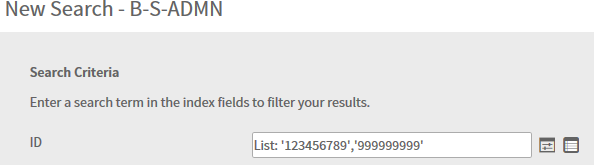 New Search - B-S-ADMN
Search Criteria
Enter a search term in the index fields to filter your results.
ID List: '123456789','999999999'